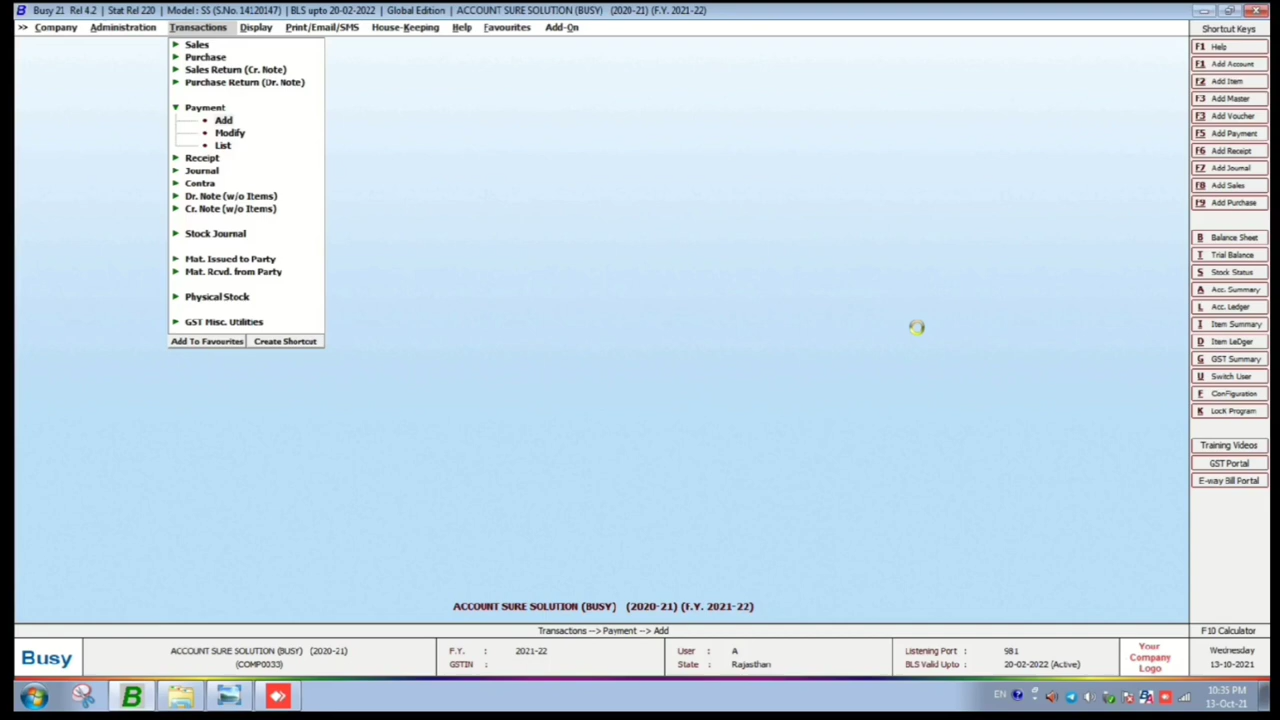 Busy 21 Rel 4.2 | Stat Rel 220 | Model : SS (S.No. 14120147) | BLS upto 20-02-2022 | Global Edition | ACCOUNT SURE SOLUTION (BUSY) (2020-21) (F.Y. 2021-22)
>> Company Administration Transactions Display Print/Email/SMS House-Keeping Help Favourites Add-On
Shortcut Keys
Sales
Purchase
Sales Return (Cr. Note)
Purchase Return (Dr. Note)
Payment
Add
Modify
List
Receipt
Journal
Contra
Dr. Note (w/o Items)
Cr. Note (w/o Items)
Stock Journal
Mat. Issued to Party
Mat. Rcvd. from Party
Physical Stock
GST Misc. Utilities
Add To Favourites Create Shortcut
F1 Help
F1 Add Account
F2 Add Item
F3 Add Master
F3 Add Voucher
F5 Add Payment
F6 Add Receipt
F7 Add Journal
F8 Add Sales
F9 Add Purchase
B Balance Sheet
T Trial Balance
S Stock Status
A Acc. Summary
L Acc. Ledger
I Item Summary
D Item LeDger
G GST Summary
U Switch User
F ConFiguration
K LocK Program
Training Videos
GST Portal
E-way Bill Portal
ACCOUNT SURE SOLUTION (BUSY) (2020-21) (F.Y. 2021-22)
Transactions --> Payment --> Add
F10 Calculator
Busy
ACCOUNT SURE SOLUTION (BUSY) (2020-21)
(COMP0033)
F.Y. : 2021-22
GSTIN :
User : A
State : Rajasthan
Listening Port : 981
BLS Valid Upto : 20-02-2022 (Active)
Your
Company
Logo
Wednesday
13-10-2021
EN
10:35 PM
13-Oct-21